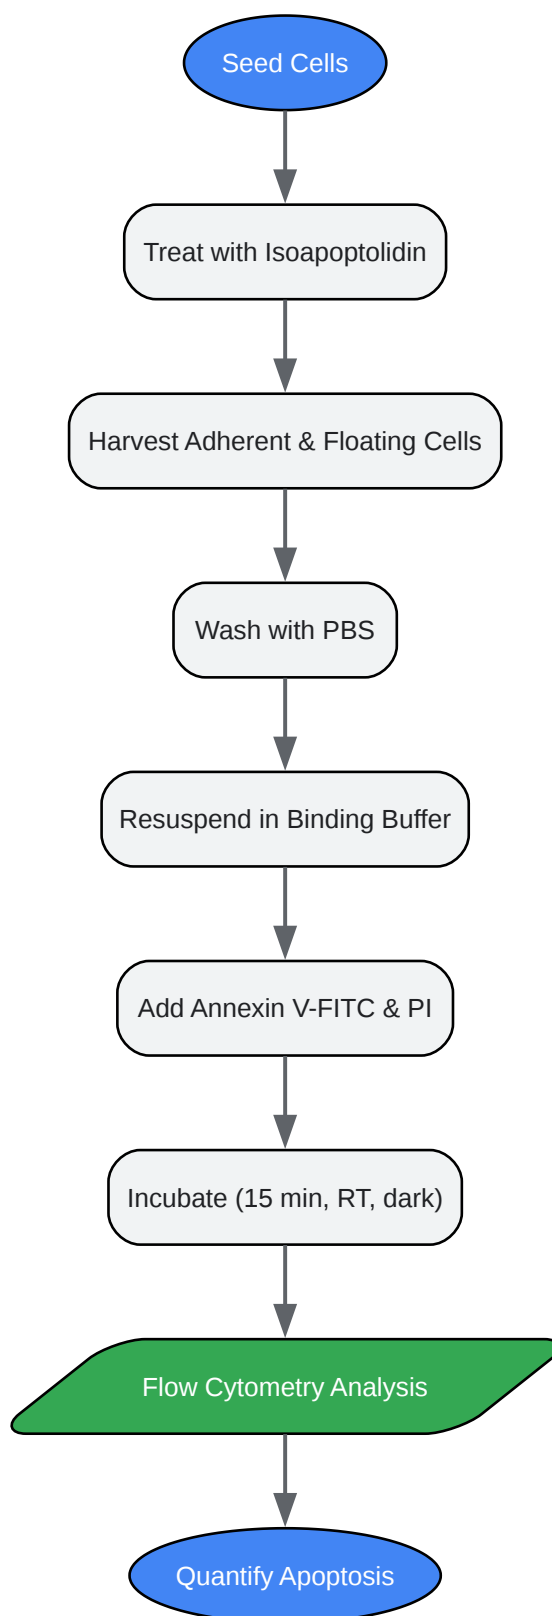 Seed Cells
Treat with Isoapoptolidin
Harvest Adherent & Floating Cells
Wash with PBS
Resuspend in Binding Buffer
Add Annexin V-FITC & PI
Incubate (15 min, RT, dark)
Flow Cytometry Analysis
Quantify Apoptosis